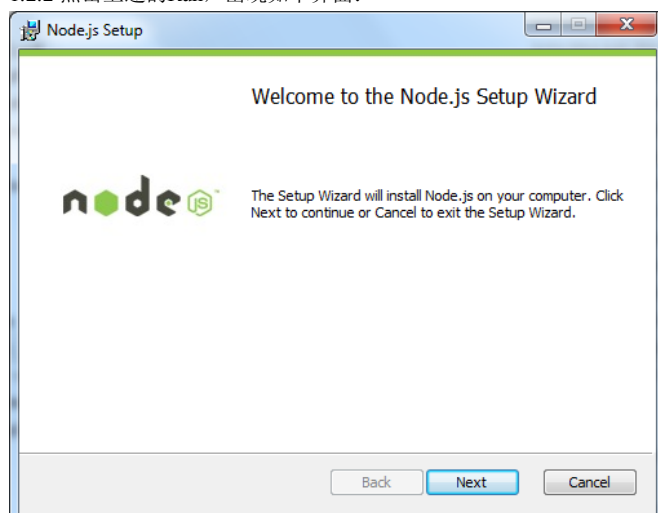 Node.js Setup
Welcome to the Node.js Setup Wizard
node JS
The Setup Wizard will install Node.js on your computer. Click
Next to continue or Cancel to exit the Setup Wizard.
Back
Next
Cancel